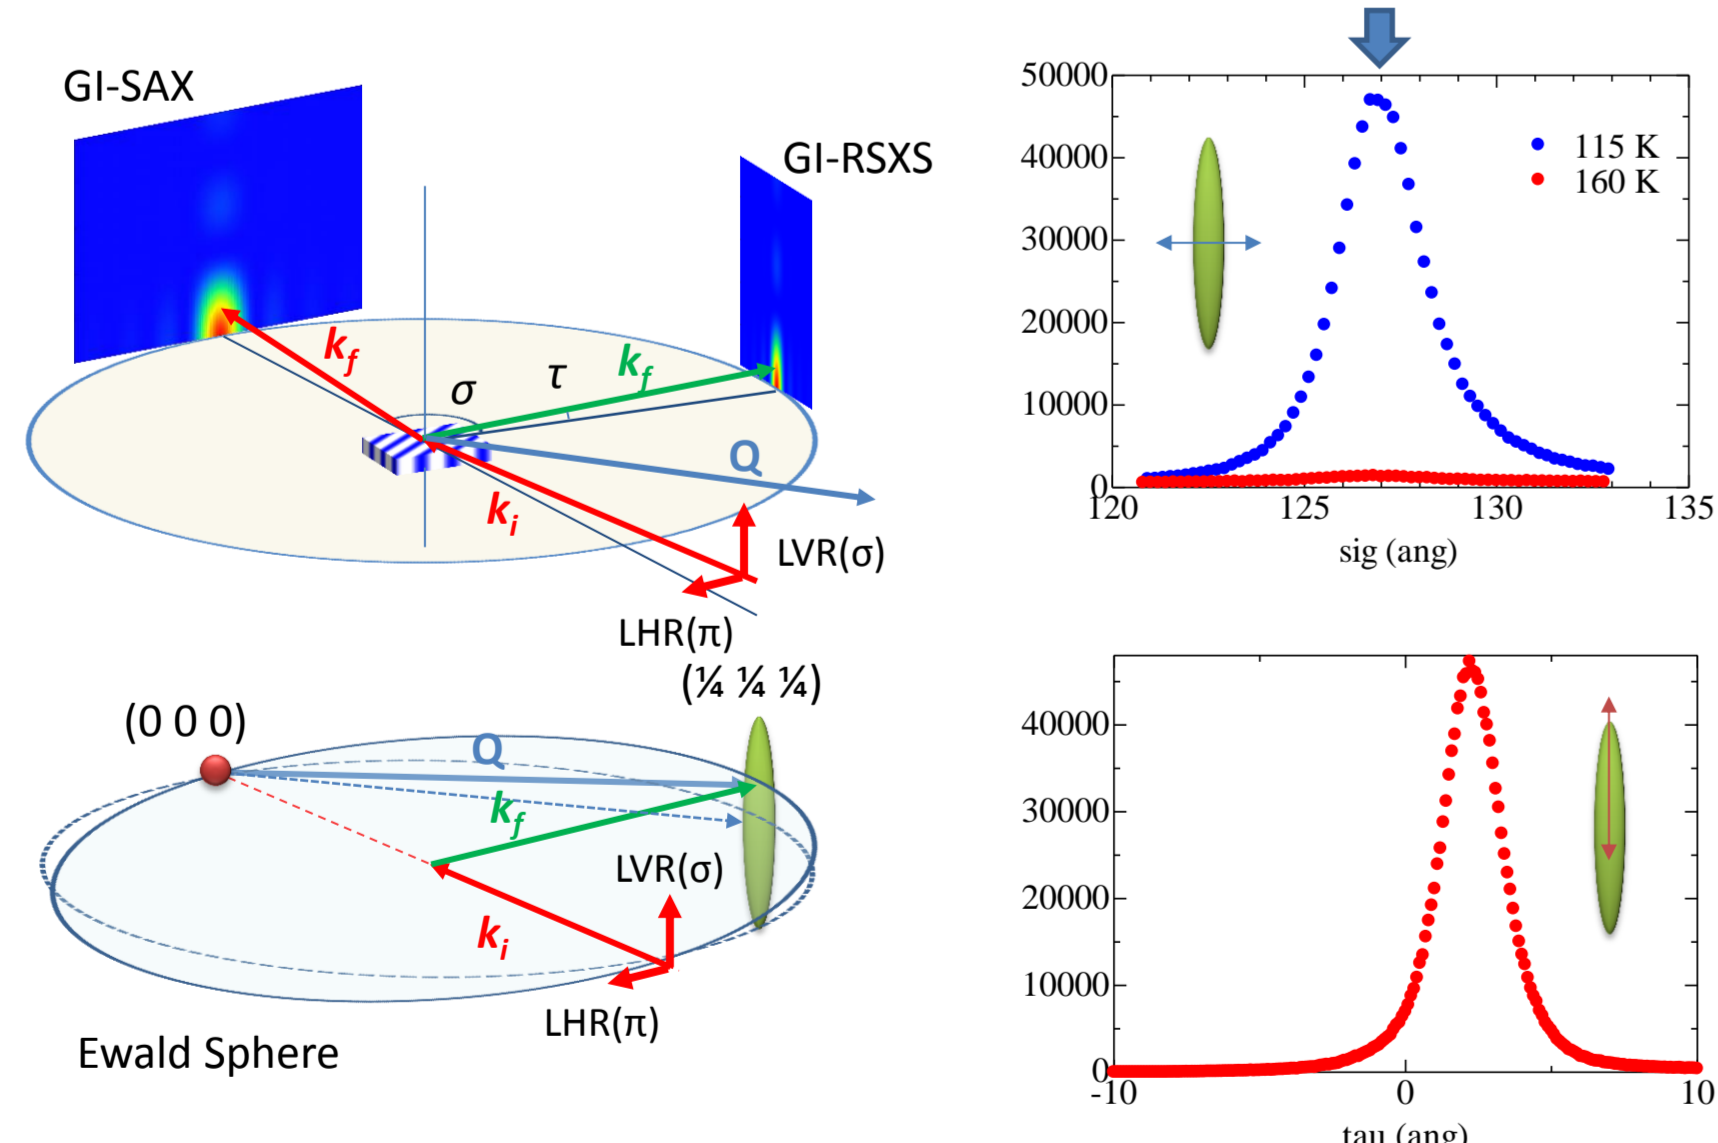 GI-SAX
GI-RSXS
k_f
σ
τ
k_f
Q
k_i
LVR(σ)
LHR(π)
(¼ ¼ ¼)
(0 0 0)
Q
k_f
LVR(σ)
k_i
LHR(π)
Ewald Sphere
50000
40000
30000
20000
10000
0
115 K
160 K
120 125 130 135
sig (ang)
40000
30000
20000
10000
0
-10 0 10
tau (ang)